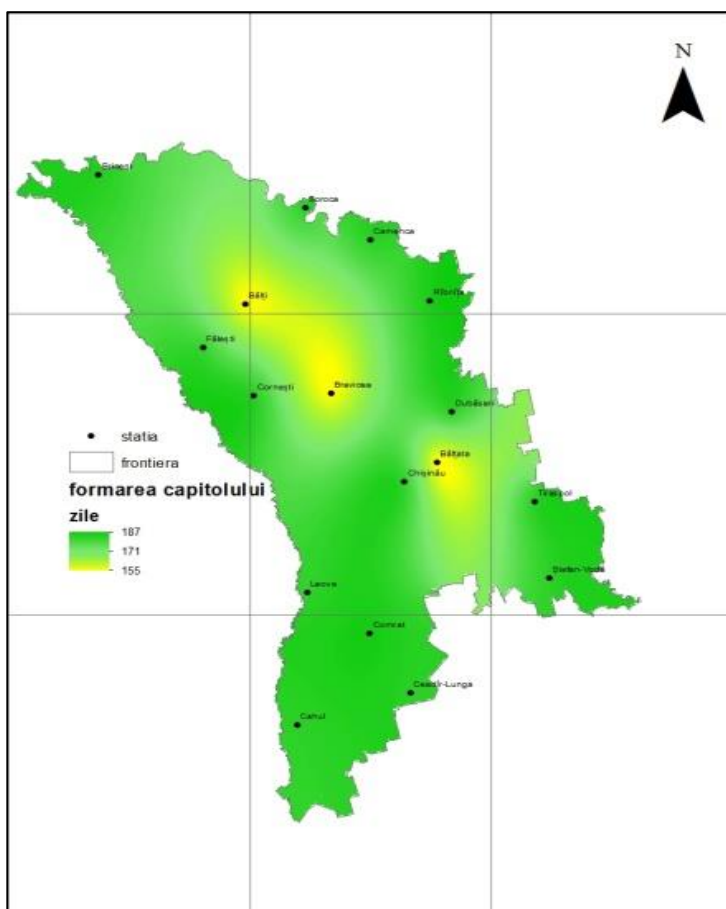 N
Briceni
Soroca
Camenca
Bălți
Rîbnița
Fălești
Cornești
Bravicea
Dubăsari
statia
Bălțata
frontiera
Chișinău
formarea capitolului
zile
Tiraspol
187
171
155
Ștefan-Vodă
Leova
Comrat
Ceadîr-Lunga
Cahul